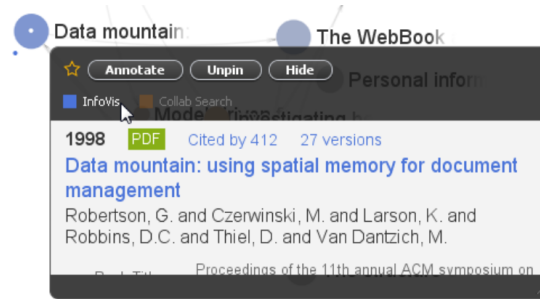 Data mountain:
The WebBook
Annotate
Unpin
Hide
Personal inform
InfoVis
Collab Search
1998 PDF Cited by 412 27 versions
Data mountain: using spatial memory for document
management
Robertson, G. and Czerwinski, M. and Larson, K. and
Robbins, D.C. and Thiel, D. and Van Dantzich, M.
Proceedings of the 11th annual ACM symposium on